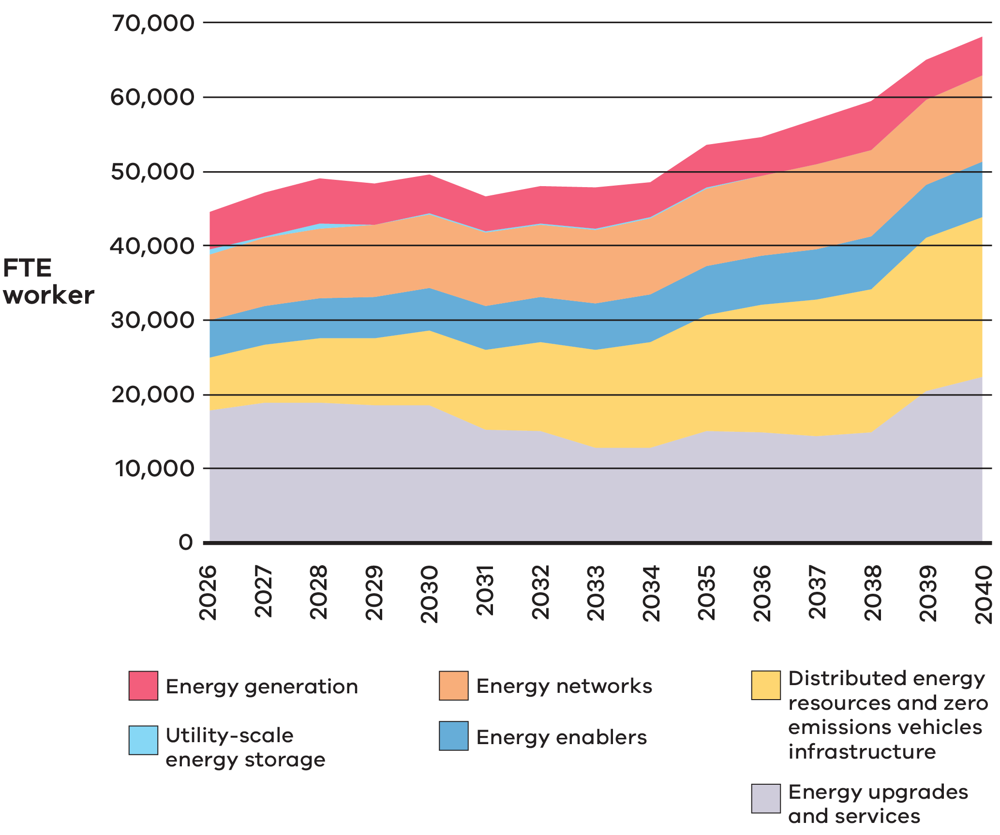 70,000
60,000
50,000
40,000
FTE
worker
30,000
20,000
10,000
0
2026
2027
2028
2029
2030
2031
2032
2033
2034
2035
2036
2037
2038
2039
2040
Energy generation
Utility-scale
energy storage
Energy networks
Energy enablers
Distributed energy
resources and zero
emissions vehicles
infrastructure
Energy upgrades
and services